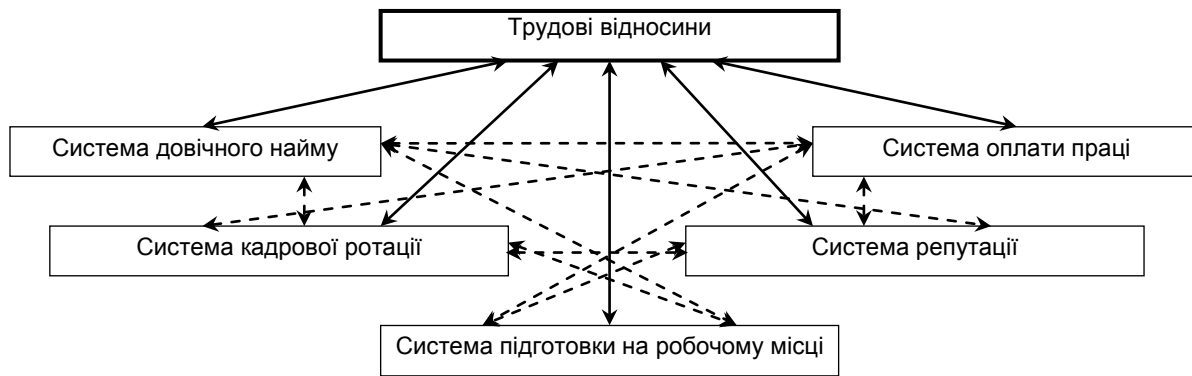 Трудові відносини
Система довічного найму
Система оплати праці
Система кадрової ротації
Система репутації
Система підготовки на робочому місці